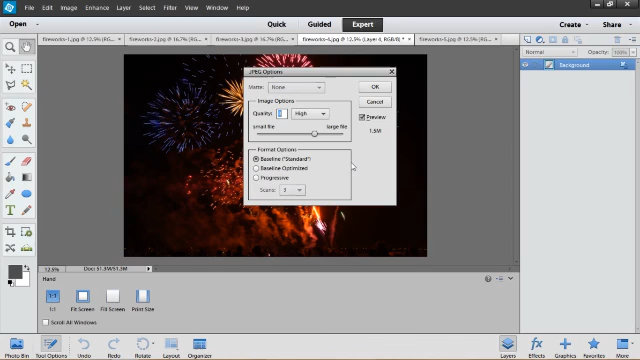 File Edit Image Enhance Layer Select Filter View Window Help
Open
Quick
Guided
Expert
Create
Share
fireworks-1.jpg @ 12.5% (RG...
fireworks-2.jpg @ 16.7% (RG...
fireworks-3.jpg @ 16.7% (RG...
fireworks-4.jpg @ 12.5% (Layer 4, RGB/8) *
fireworks-5.jpg @ 12.5% (RG...
Normal
Opacity: 100%
Background
JPEG Options
Matte: None
OK
Image Options
Cancel
Quality:
High
Preview
small file
large file
1.5M
Format Options
Baseline ("Standard")
Baseline Optimized
Progressive
Scans: 3
12.5%
Doc: 51.3M/51.3M
Hand
1:1
Fit Screen
Fill Screen
Print Size
Scroll All Windows
Photo Bin
Tool Options
Undo
Redo
Rotate
Layout
Organizer
Layers
Effects
Graphics
Favorites
More